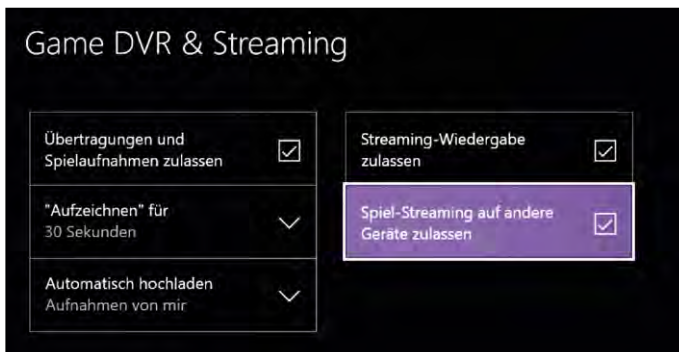 Game DVR & Streaming
Übertragungen und
Spielaufnahmen zulassen
"Aufzeichnen" für
30 Sekunden
Automatisch hochladen
Aufnahmen von mir
Streaming-Wiedergabe
zulassen
Spiel-Streaming auf andere
Geräte zulassen